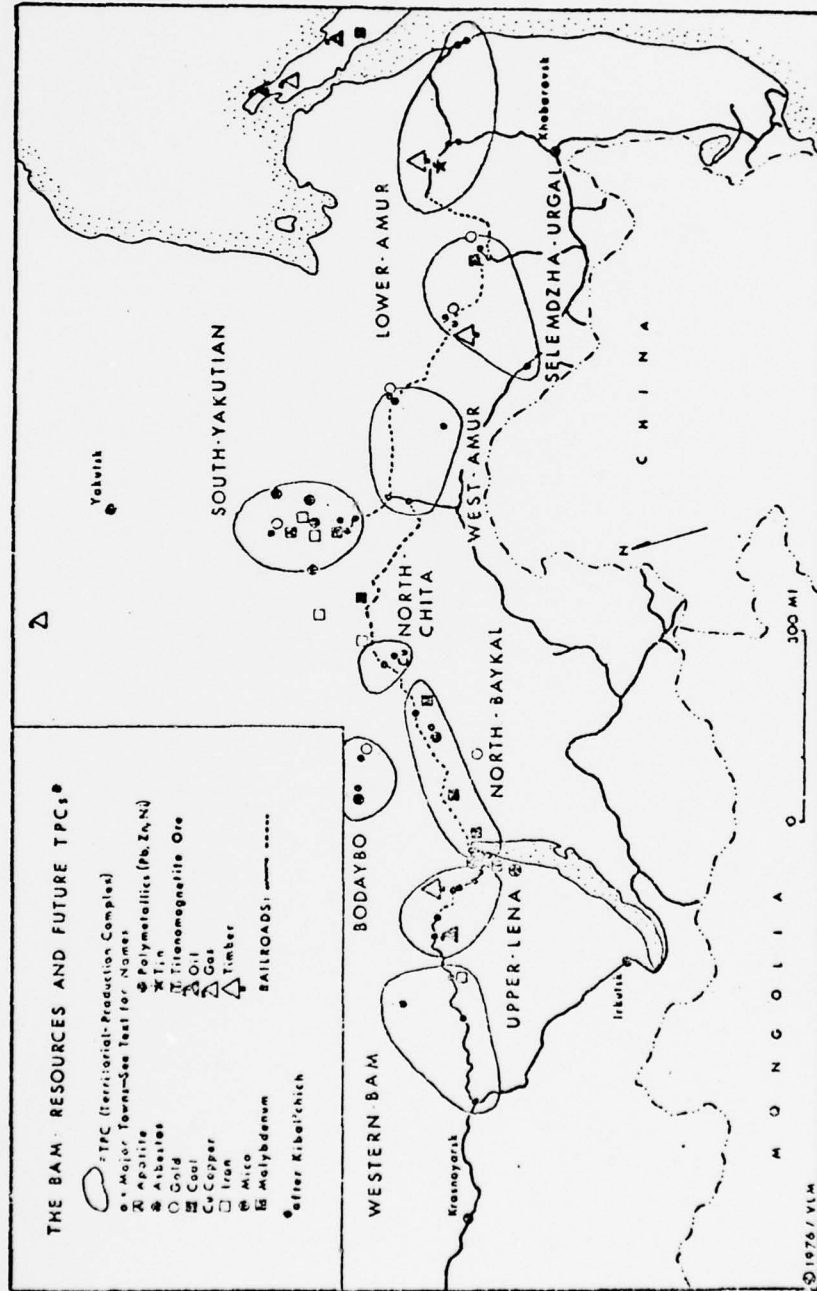 THE BAM: RESOURCES AND FUTURE TPCs*
=TPC (Territorial-Production Complex)
• = Major Towns—See Text for Names
Apatite
Asbestos
Gold
Coal
Cu Copper
Iron
Mica
Molybdenum
Polymetallics (Pb, Zn, Ni)
Tin
Titanomagnetite Ore
Oil
Gas
Timber
RAILROADS:
*after Kibal'chich
Yakutsk
SOUTH-YAKUTIAN
LOWER-AMUR
Khabarovsk
SELEMDZHA-URGAL
WEST-AMUR
NORTH
CHITA
BODAYBO
NORTH-BAYKAL
UPPER-LENA
WESTERN-BAM
Krasnoyarsk
Irkutsk
CHINA
MONGOLIA
N
0 300 MI
© 1976 / VLM